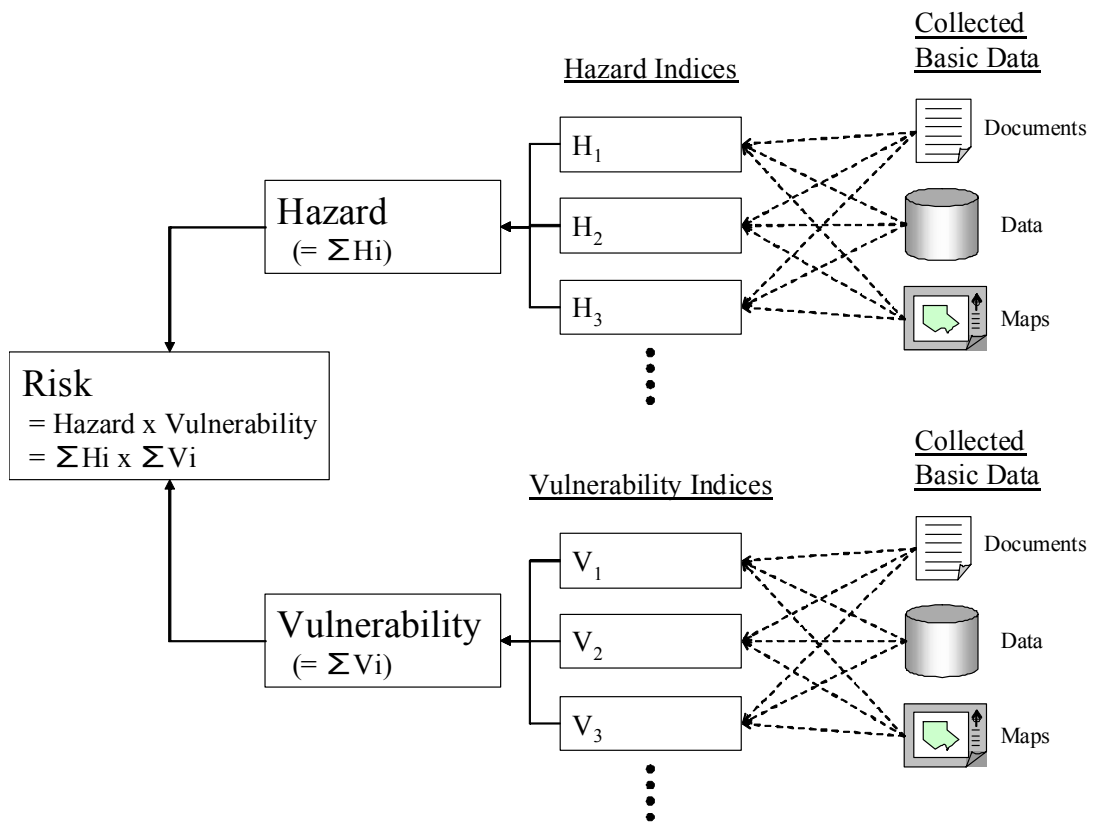 Collected
Basic Data
Hazard Indices
Documents
H1
Hazard
(= ΣHi)
H2
Data
H3
Maps
Risk
= Hazard x Vulnerability
= ΣHi x ΣVi
Collected
Basic Data
Vulnerability Indices
Documents
V1
Vulnerability
(= ΣVi)
V2
Data
V3
Maps